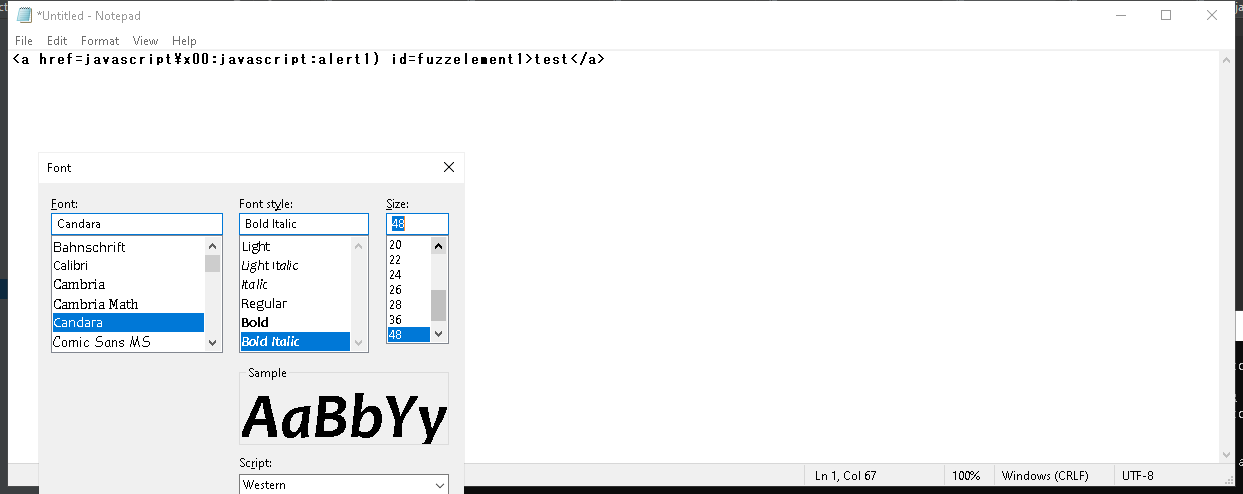 *Untitled - Notepad
File Edit Format View Help
<a href=javascript¥x00:javascript:alert1) id=fuzzelement1>test</a>
Font
Font: Font style: Size:
Candara Bold Italic 48
Bahnschrift Light 20
Calibri Light Italic 22
Cambria Italic 24
Cambria Math Regular 26
Candara Bold 28
Comic Sans MS Bold Italic 36
48
Sample
AaBbYy
Script:
Western
Ln 1, Col 67 100% Windows (CRLF) UTF-8